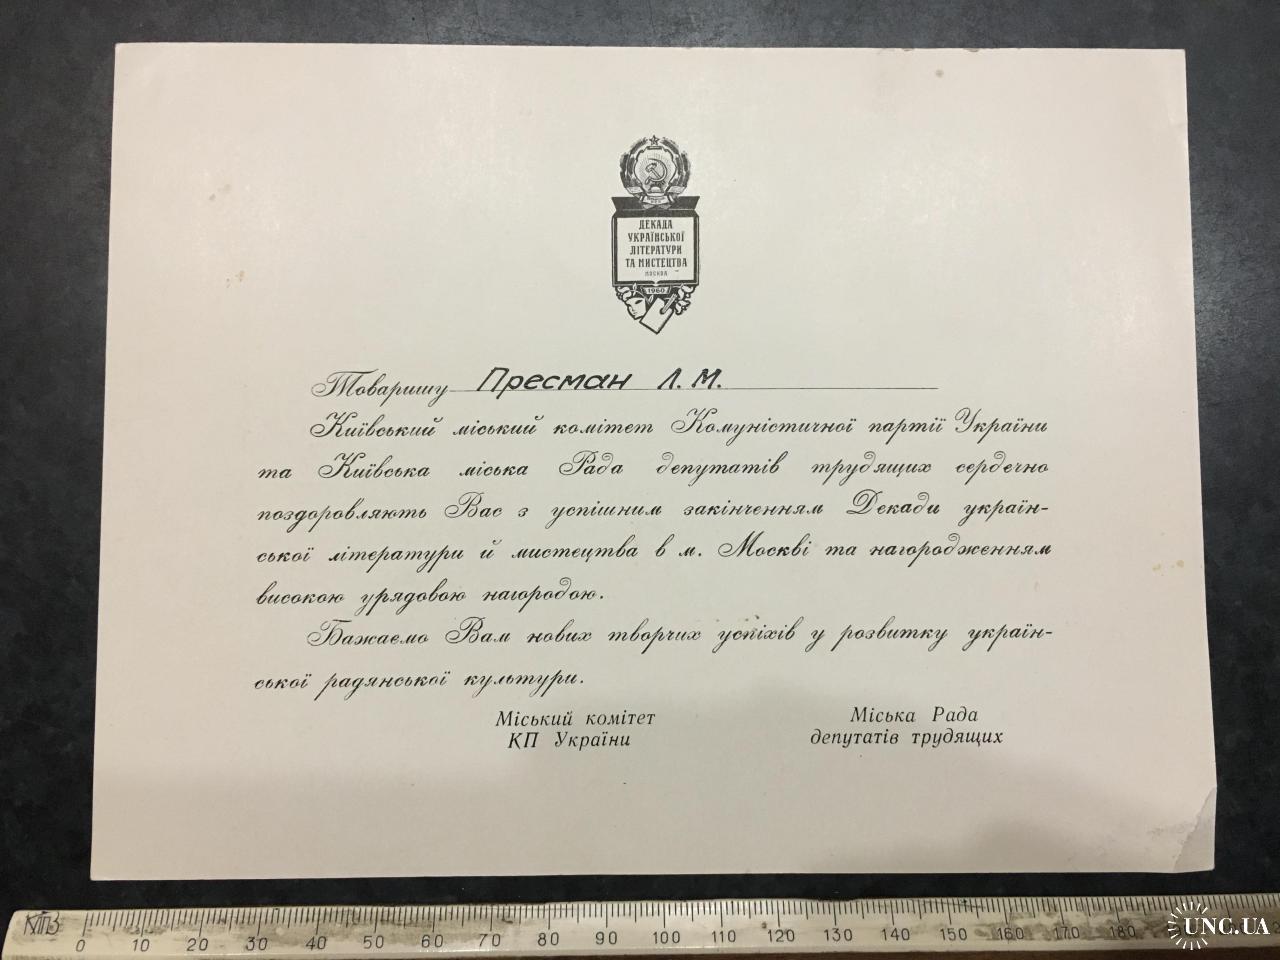 ДЕКАДА
УКРАЇНСЬКОЇ
ЛІТЕРАТУРИ
ТА МИСТЕЦТВА
МОСКВА
1960
Товаришу Пресман Л. М.
Київський міський комітет Комуністичної партії України
та Київська міська Рада депутатів трудящих сердечно
поздоровляють Вас з успішним закінченням Декади україн-
ської літератури й мистецтва в м. Москві та нагородженням
високою урядовою нагородою.
Бажаємо Вам нових творчих успіхів у розвитку україн-
ської радянської культури.
Міський комітет
КП України
Міська Рада
депутатів трудящих
0 10 20 30 40 50 60 70 80 90 100 110 120 130 140 150 160 170 180
UNC.UA